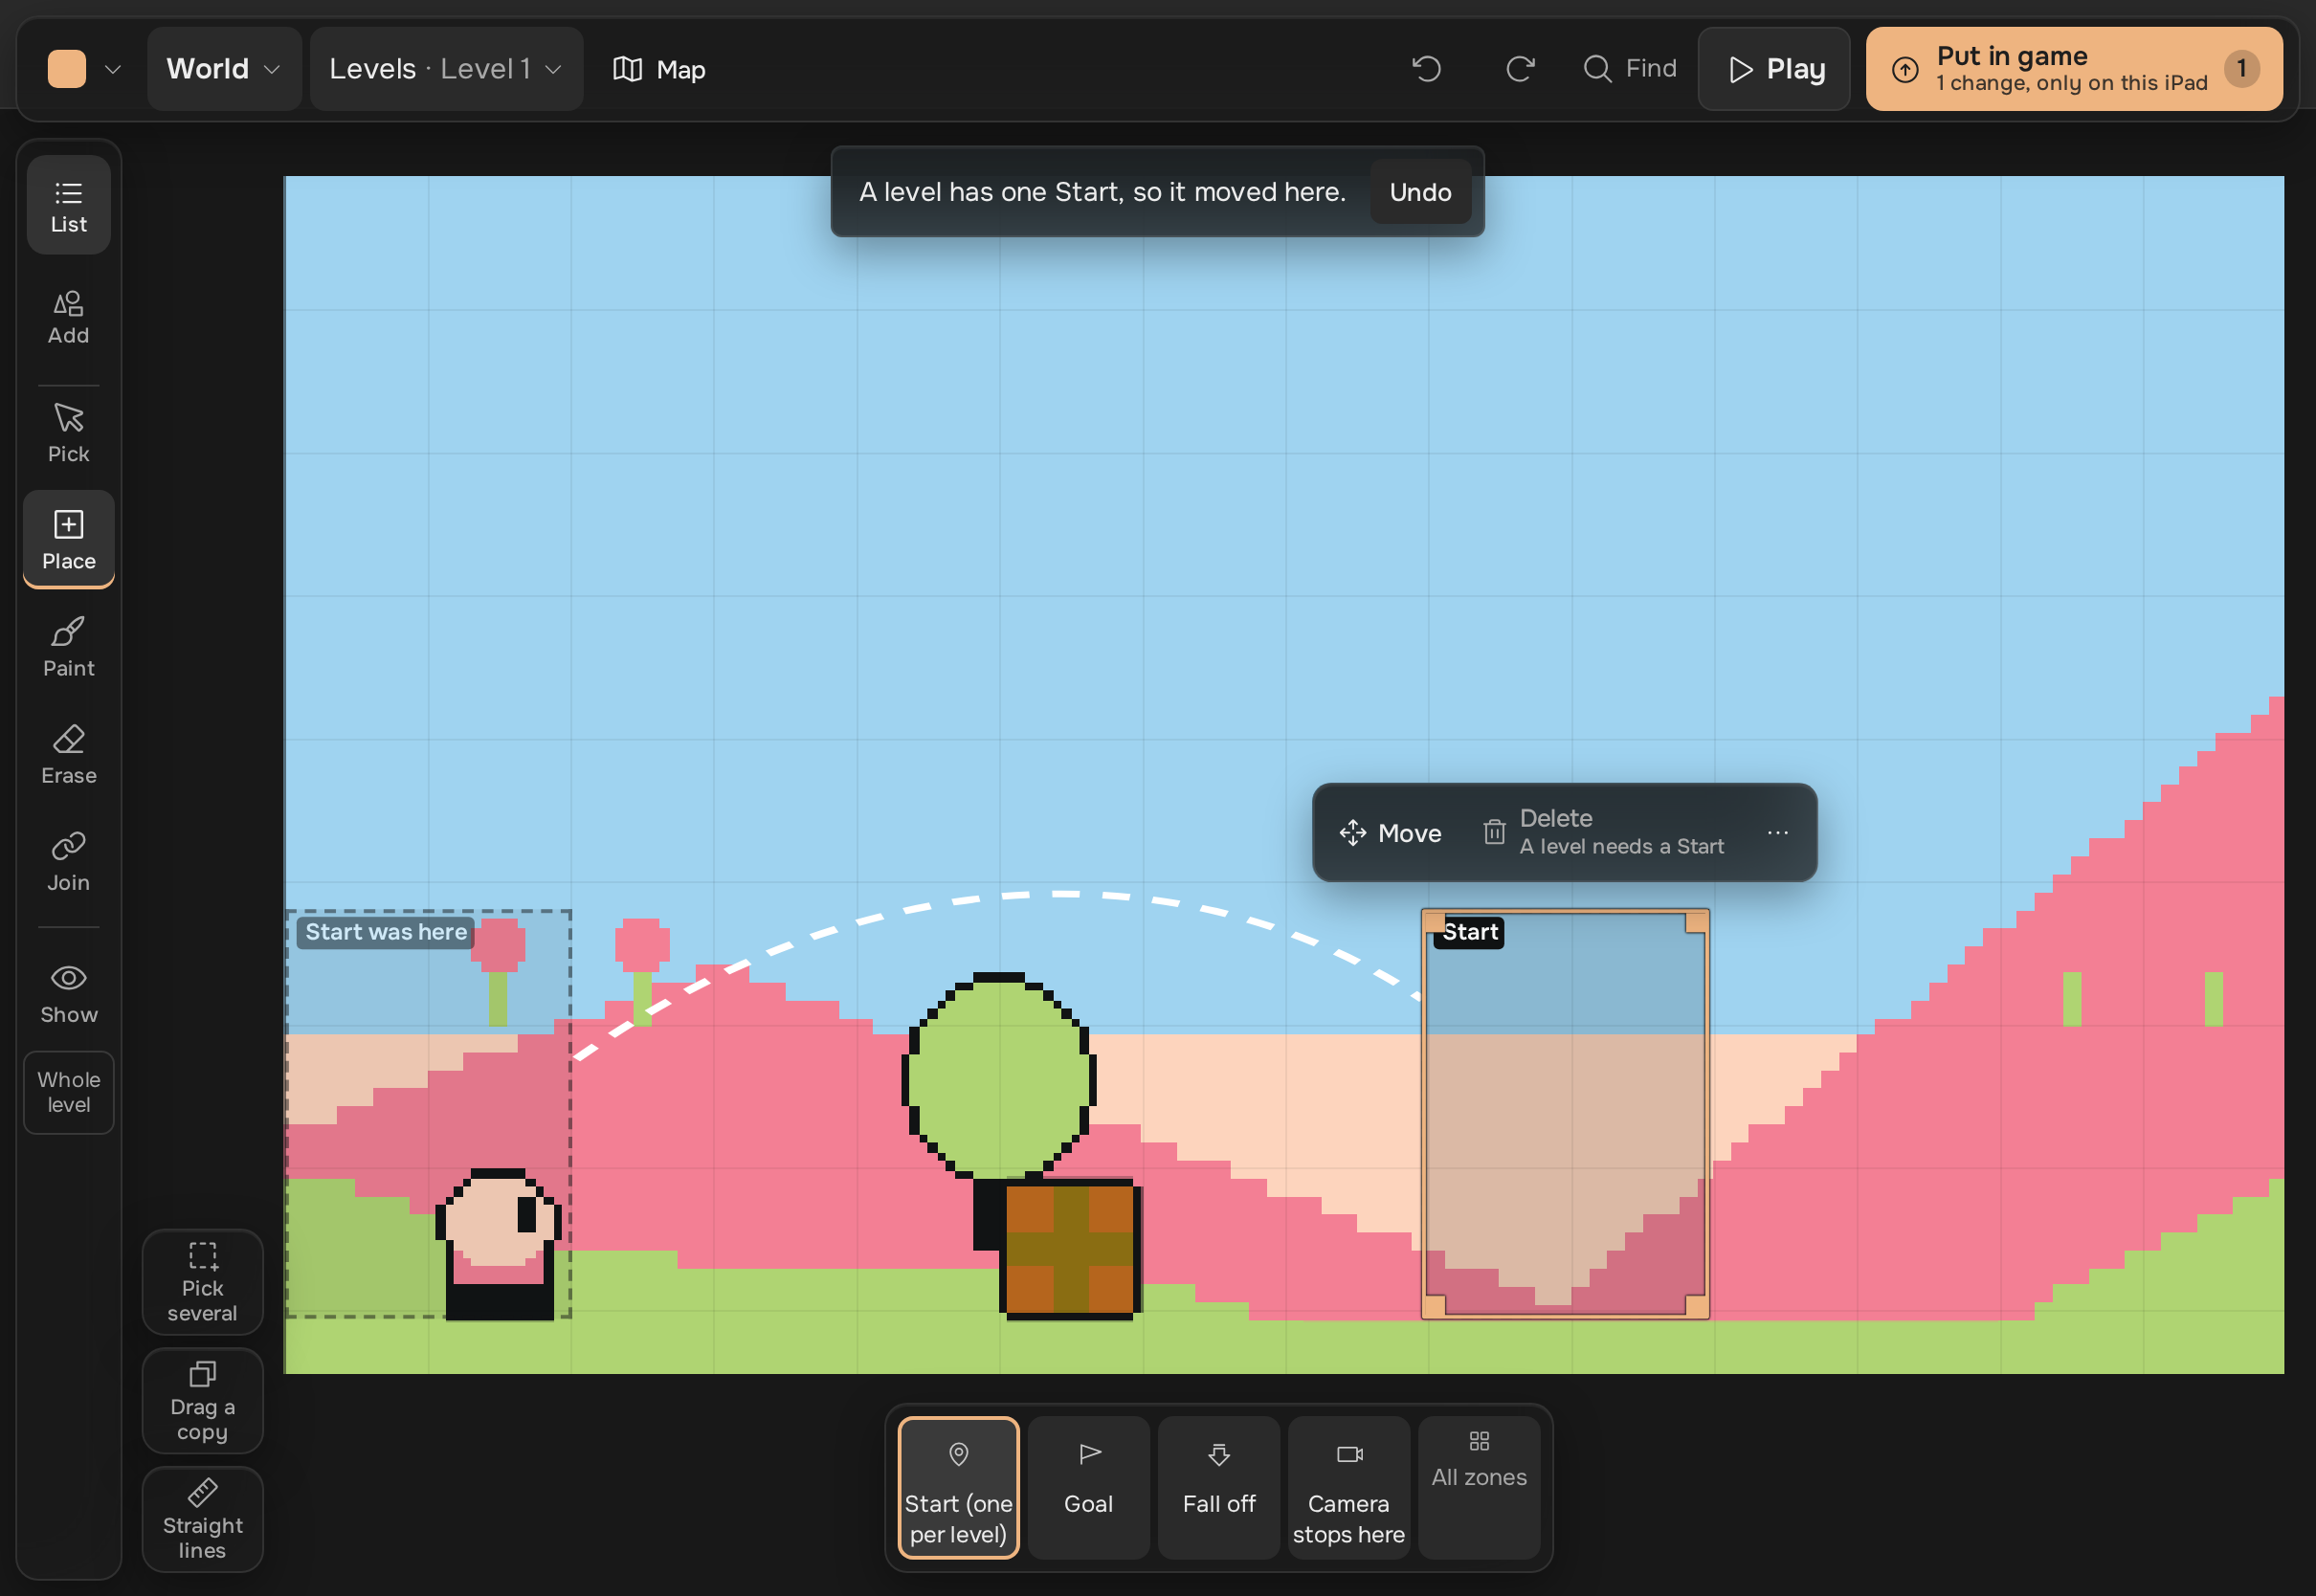 World
Levels · Level 1
Map
Find
Play
Put in game
1 change, only on this iPad
1
A level has one Start, so it moved here.
Undo
List
Add
Pick
Place
Paint
Erase
Join
Show
Whole
level
Move
Delete
A level needs a Start
Start was here
Start
Pick
several
Drag a
copy
Straight
lines
Start (one
per level)
Goal
Fall off
Camera
stops here
All zones